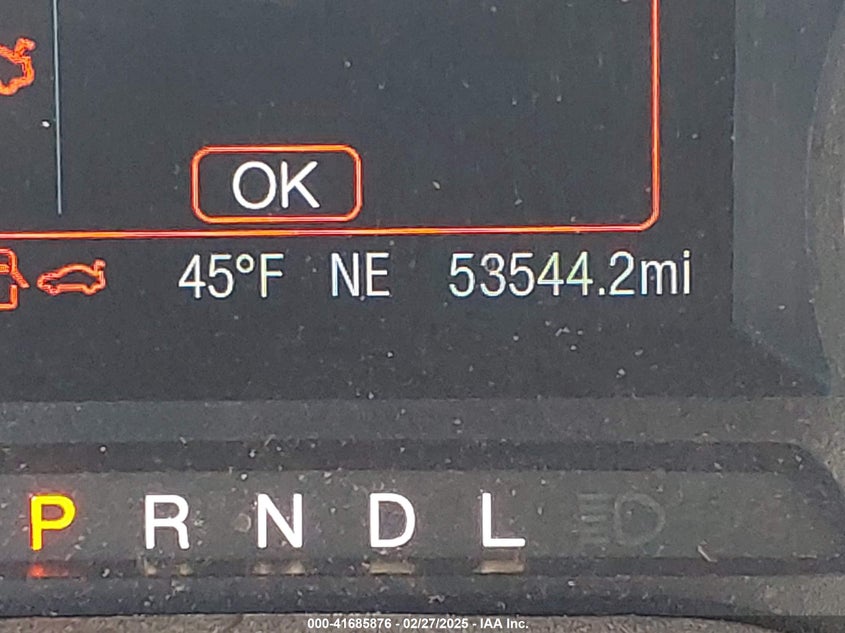 OK
45°F NE 53544.2mi
P R N D L
000-41685876 - 02/27/2025 - IAA Inc.